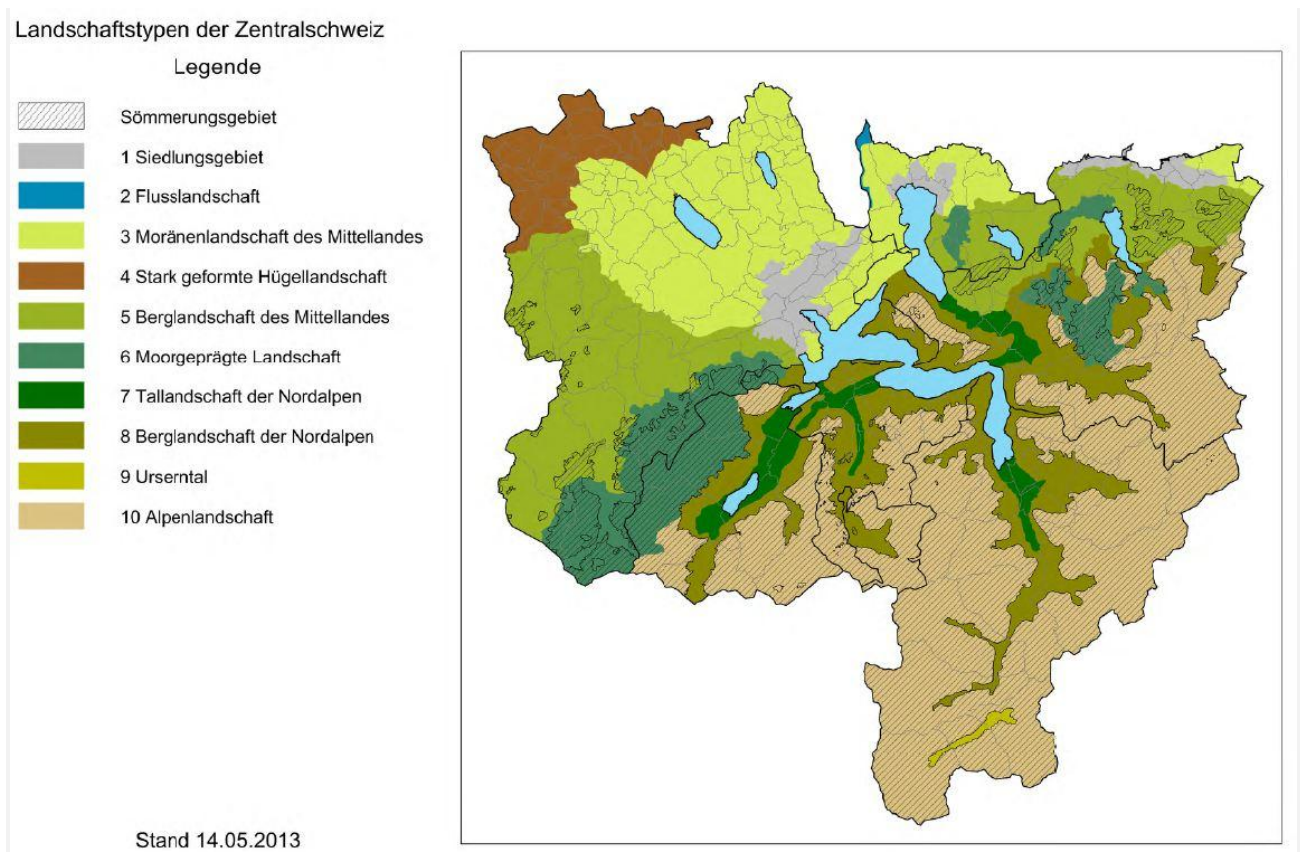 Landschaftstypen der Zentralschweiz
Legende
Sömmerungsgebiet
1 Siedlungsgebiet
2 Flusslandschaft
3 Moränenlandschaft des Mittellandes
4 Stark geformte Hügellandschaft
5 Berglandschaft des Mittellandes
6 Moorgeprägte Landschaft
7 Tallandschaft der Nordalpen
8 Berglandschaft der Nordalpen
9 Urserntal
10 Alpenlandschaft
Stand 14.05.2013